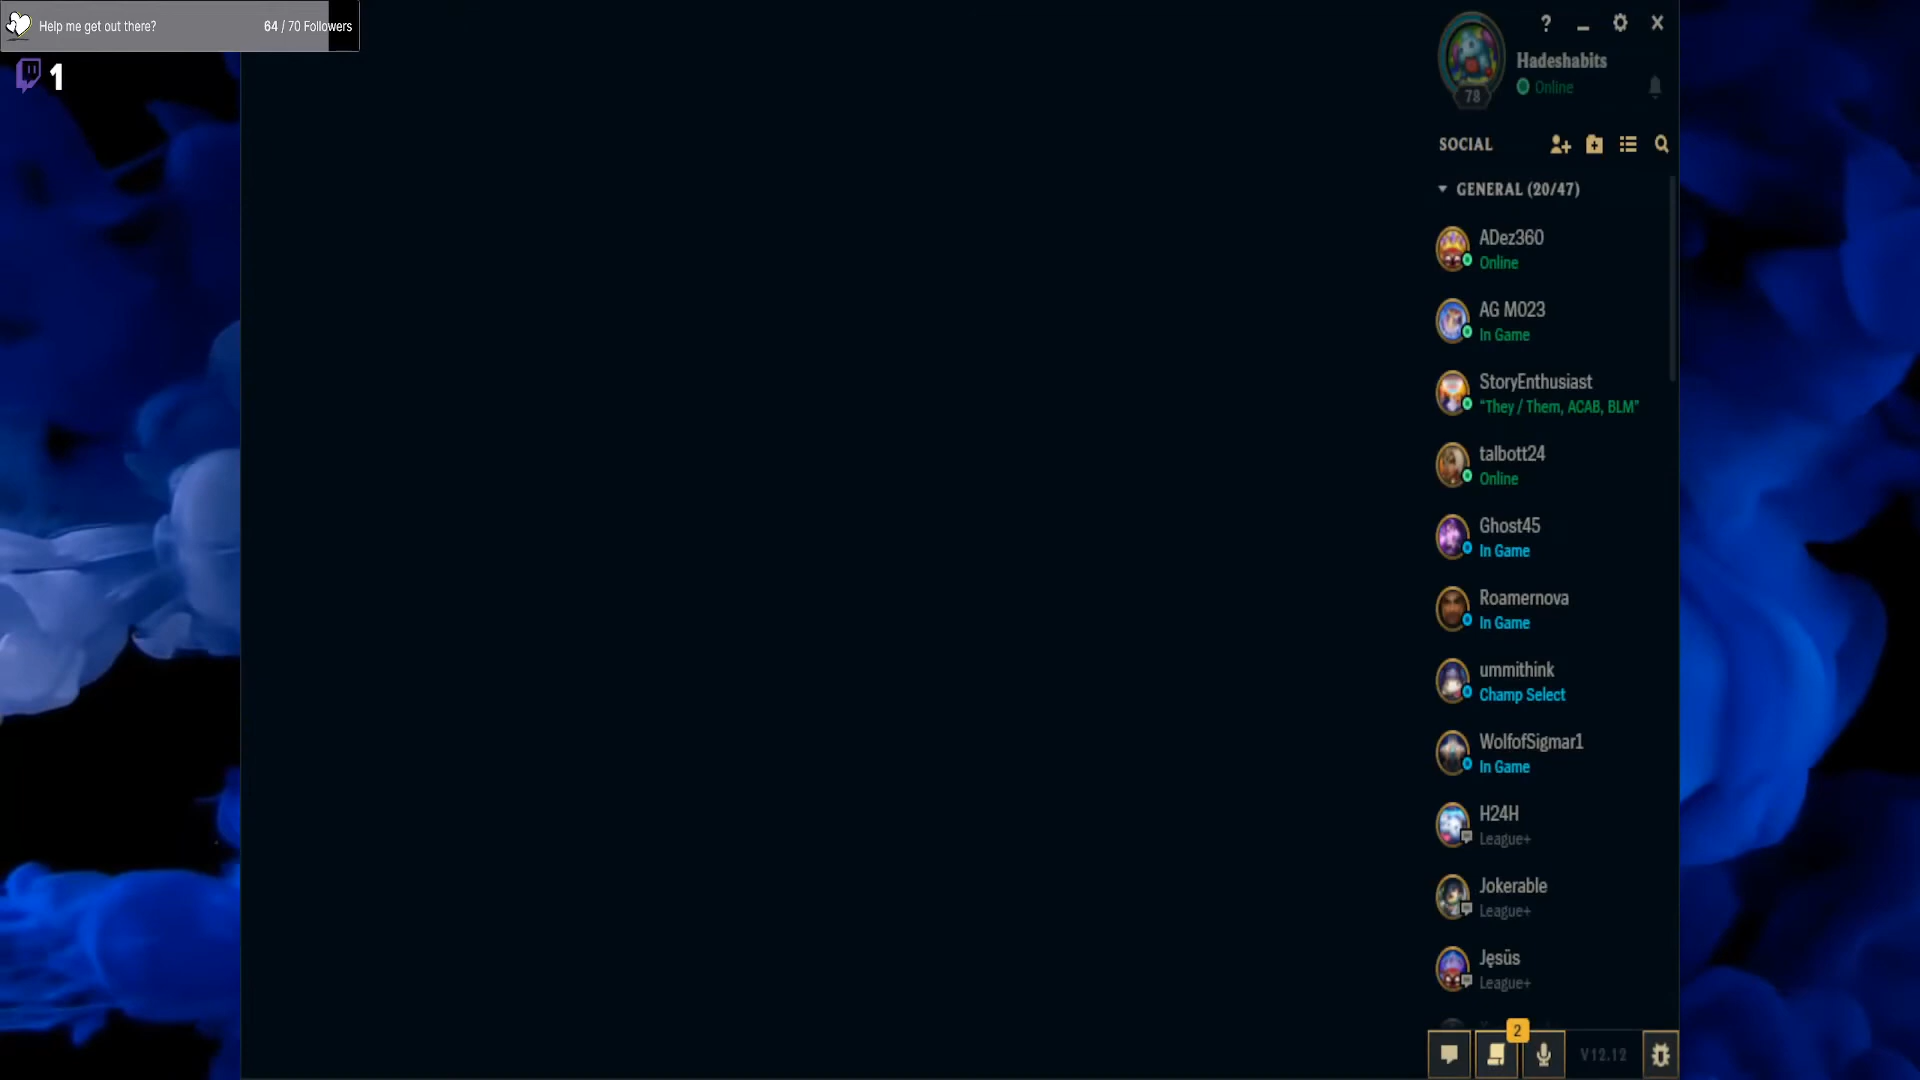 Help me get out there?
64 / 70 Followers
1
?
Hadeshabits
Online
78
SOCIAL
GENERAL (20/47)
ADez360
Online
AG M023
In Game
StoryEnthusiast
"They / Them, ACAB, BLM"
talbott24
Online
Ghost45
In Game
Roamernova
In Game
ummithink
Champ Select
WolfofSigmar1
In Game
H24H
League+
Jokerable
League+
Jęsüs
League+
2
V12.12